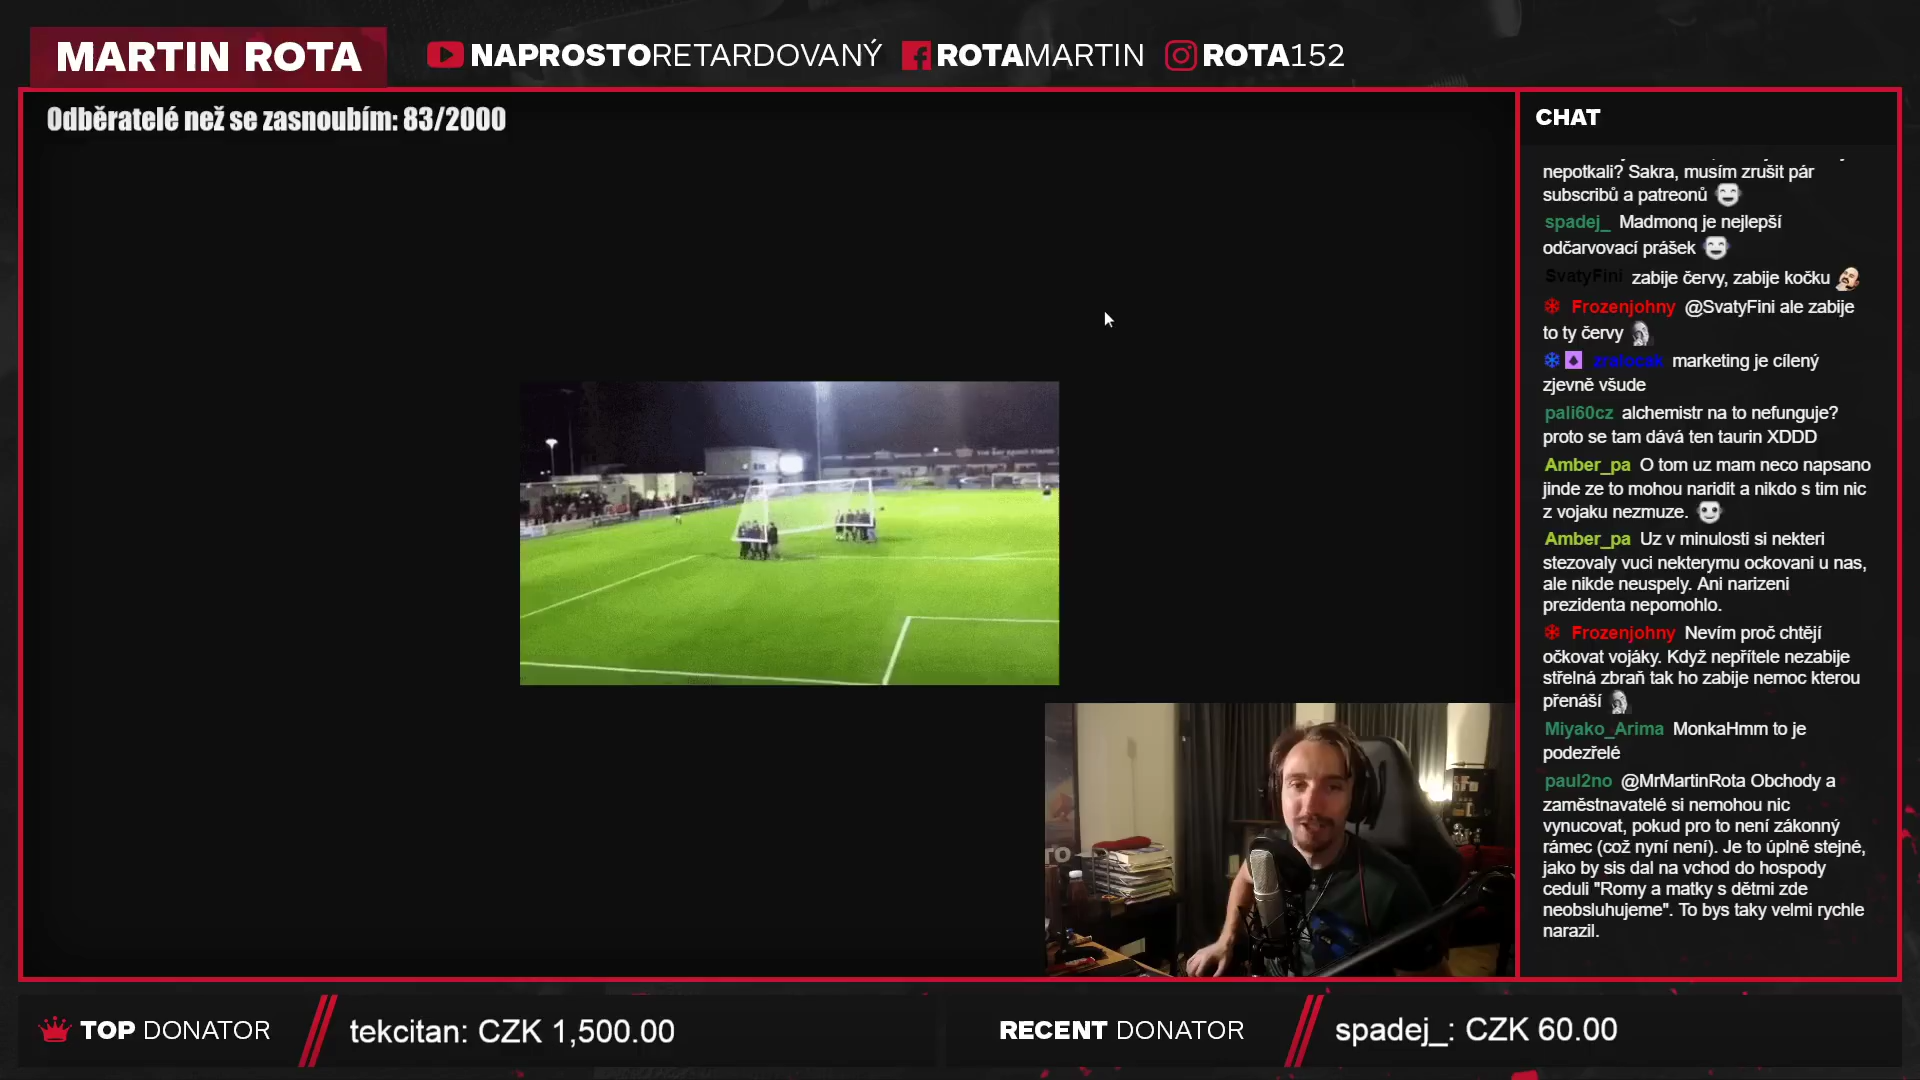 MARTIN ROTA
NAPROSTORETARDOVANÝ
ROTAMARTIN
ROTA152
Odběratelé než se zasnoubím: 83/2000
CHAT
nepotkali? Sakra, musím zrušit pár
subscribů a patreonů
spadej_ Madmonq je nejlepší
odčarvovací prášek
SvatyFini zabije červy, zabije kočku
Frozenjohny @SvatyFini ale zabije
to ty červy
marketing je cílený
zjevně všude
pali60cz alchemistr na to nefunguje?
proto se tam dává ten taurin XDDD
Amber_pa O tom uz mam neco napsano
jinde ze to mohou naridit a nikdo s tim nic
z vojaku nezmuze.
Amber_pa Uz v minulosti si nekteri
stezovaly vuci nekterymu ockovani u nas,
ale nikde neuspely. Ani narizeni
prezidenta nepomohlo.
Frozenjohny Nevím proč chtějí
očkovat vojáky. Když nepřítele nezabije
střelná zbraň tak ho zabije nemoc kterou
přenáší
Miyako_Arima MonkaHmm to je
podezřelé
paul2no @MrMartinRota Obchody a
zaměstnavatelé si nemohou nic
vynucovat, pokud pro to není zákonný
rámec (což nyní není). Je to úplně stejné,
jako by sis dal na vchod do hospody
ceduli "Romy a matky s dětmi zde
neobsluhujeme". To bys taky velmi rychle
narazil.
TOP DONATOR
tekcitan: CZK 1,500.00
RECENT DONATOR
spadej_: CZK 60.00